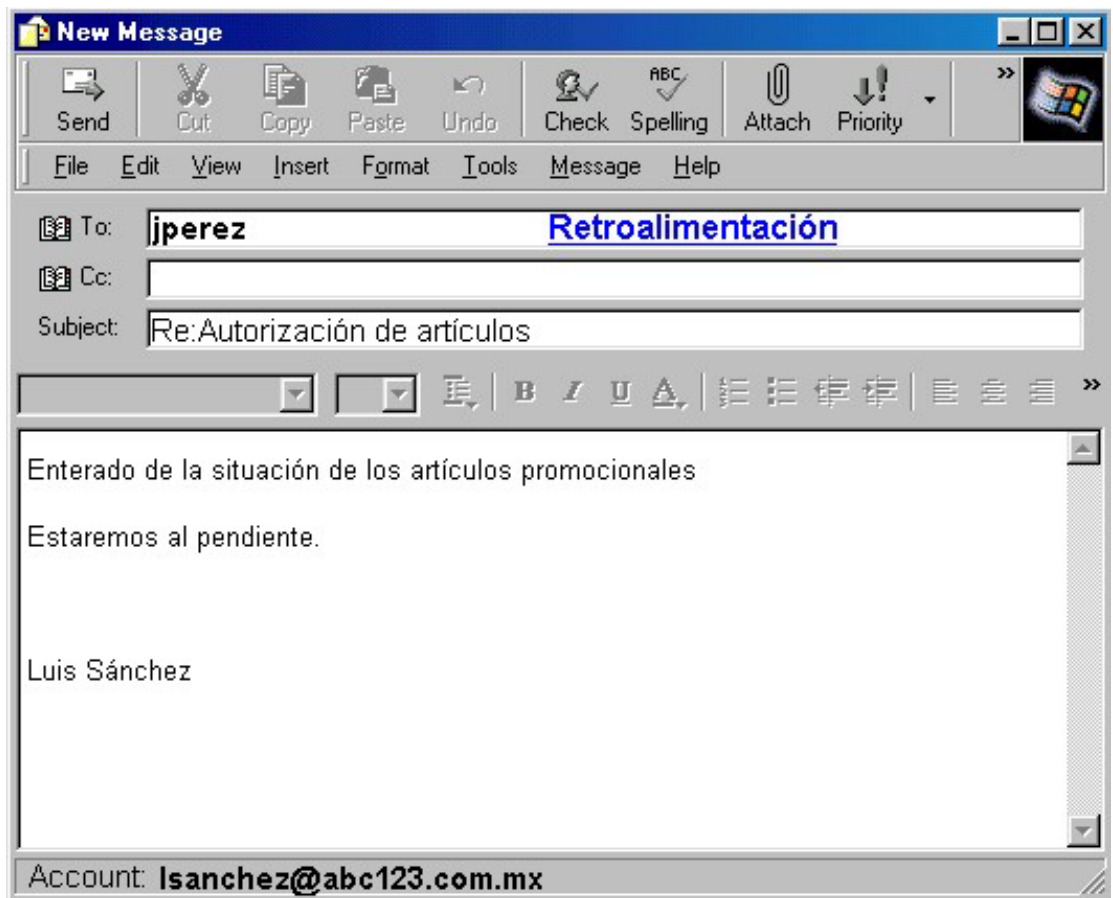 New Message
Send Cut Copy Paste Undo Check ABC Spelling Attach Priority »
File Edit View Insert Format Tools Message Help
To: jperez Retroalimentación
Cc:
Subject: Re:Autorización de artículos
B I U A »
Enterado de la situación de los artículos promocionales
Estaremos al pendiente.
Luis Sánchez
Account: lsanchez@abc123.com.mx